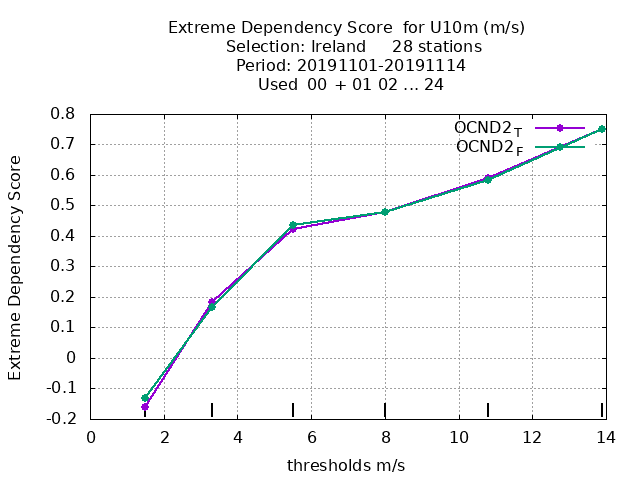 Extreme Dependency Score  for U10m (m/s)
Selection: Ireland     28 stations
Period: 20191101-20191114
Used  00 + 01 02 ... 24
OCND2T
OCND2F
Extreme Dependency Score
0.8
0.7
0.6
0.5
0.4
0.3
0.2
0.1
0
-0.1
-0.2
0 2 4 6 8 10 12 14
thresholds m/s